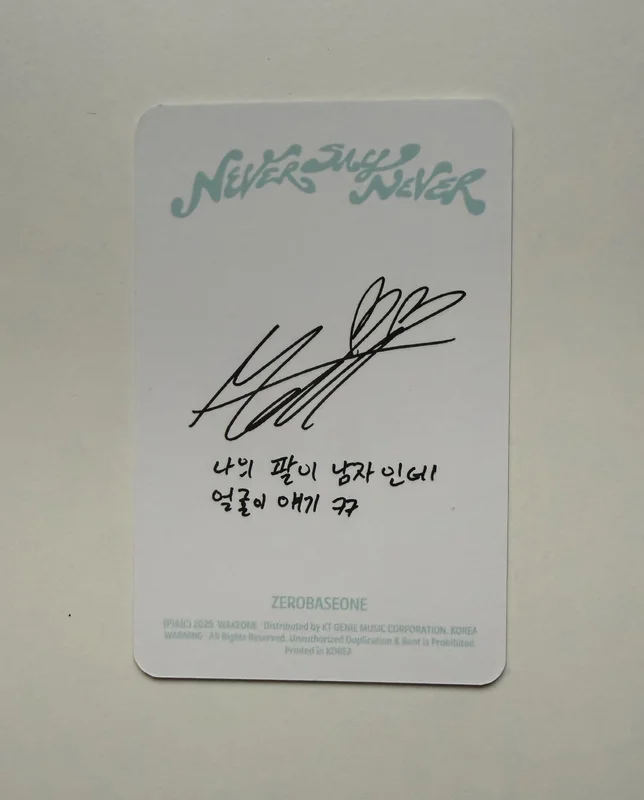 NEVER SAY NEVER
나의 팔이 남자인데
얼굴이 애기 ㅋㅋ
ZEROBASEONE
(P)&(C) 2025 WAKEONE Distributed by KT GENIE MUSIC CORPORATION. KOREA
WARNING All Rights Reserved. Unauthorized Duplication & Rent is Prohibited
Printed in KOREA